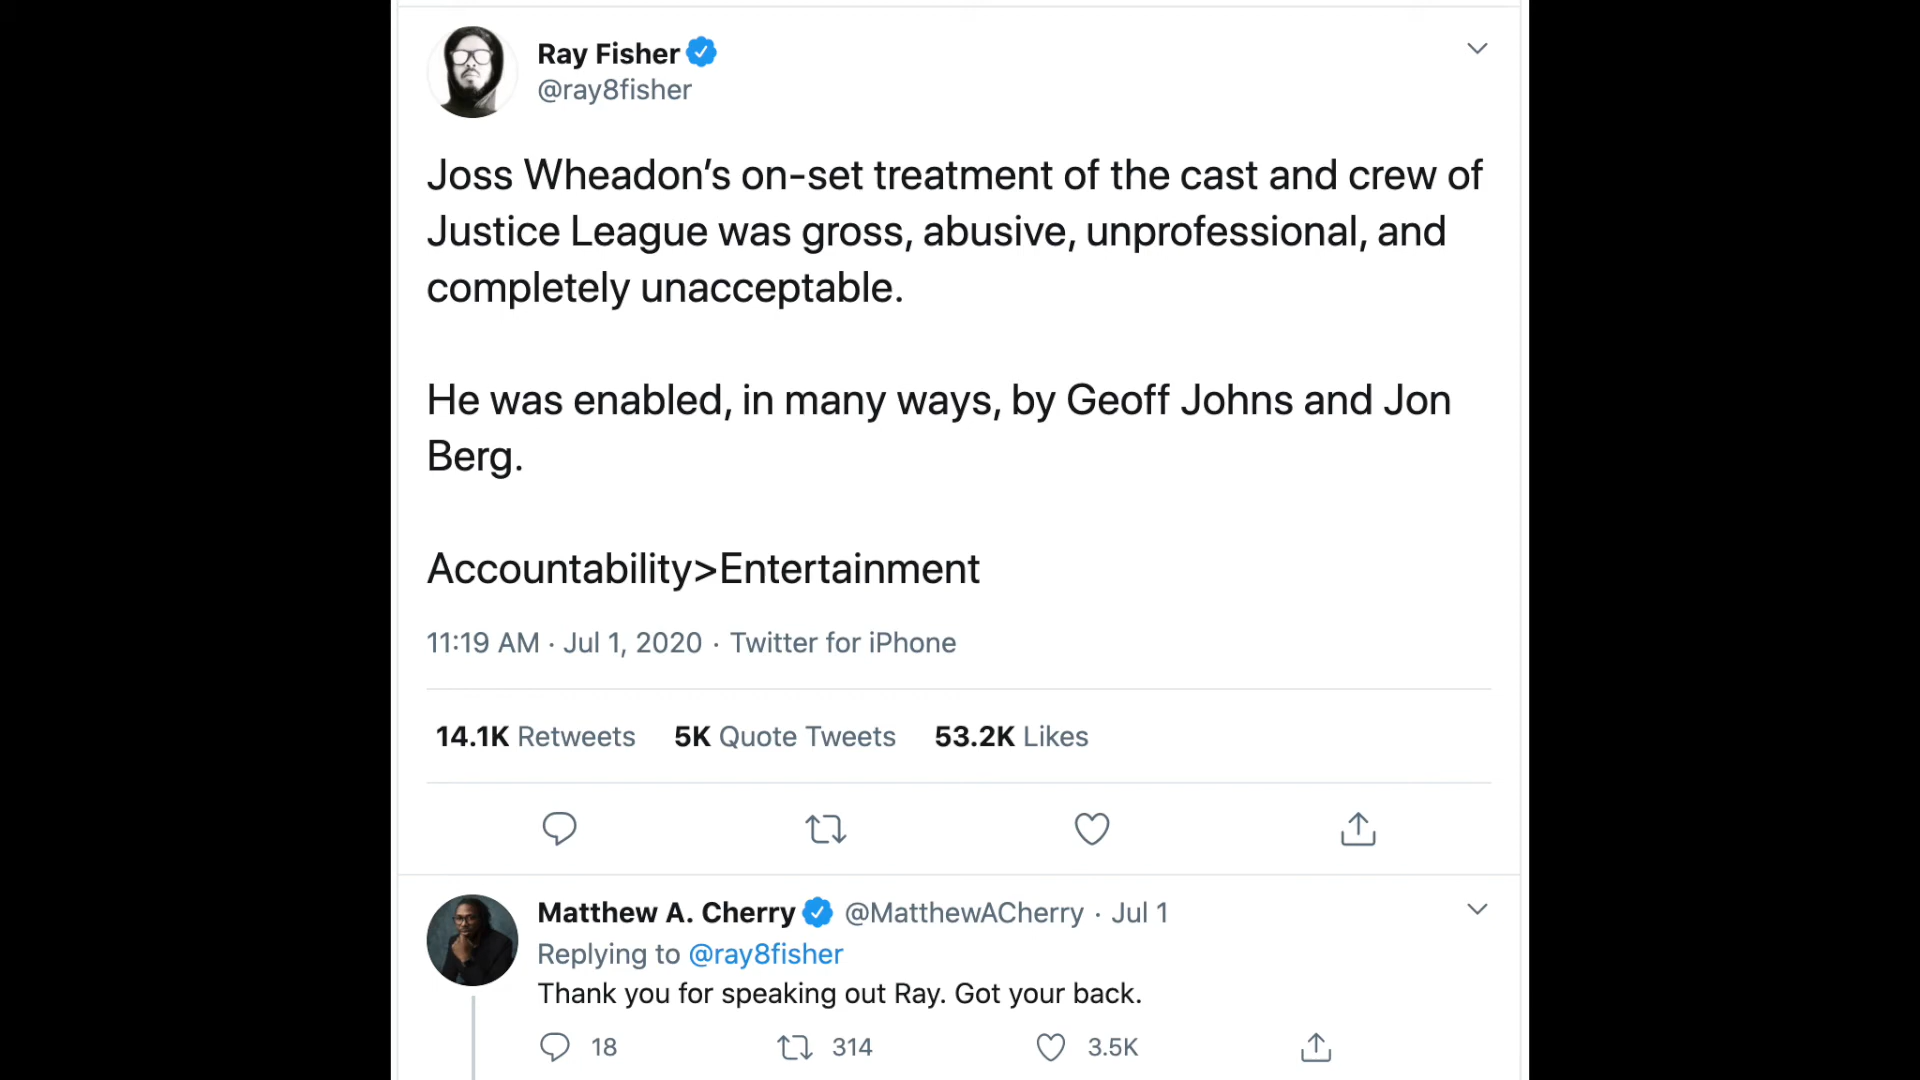 Ray Fisher
@ray8fisher
Joss Wheadon’s on-set treatment of the cast and crew of
Justice League was gross, abusive, unprofessional, and
completely unacceptable.
He was enabled, in many ways, by Geoff Johns and Jon
Berg.
Accountability>Entertainment
11:19 AM · Jul 1, 2020 · Twitter for iPhone
14.1K Retweets 5K Quote Tweets 53.2K Likes
Matthew A. Cherry @MatthewACherry · Jul 1
Replying to @ray8fisher
Thank you for speaking out Ray. Got your back.
18 314 3.5K